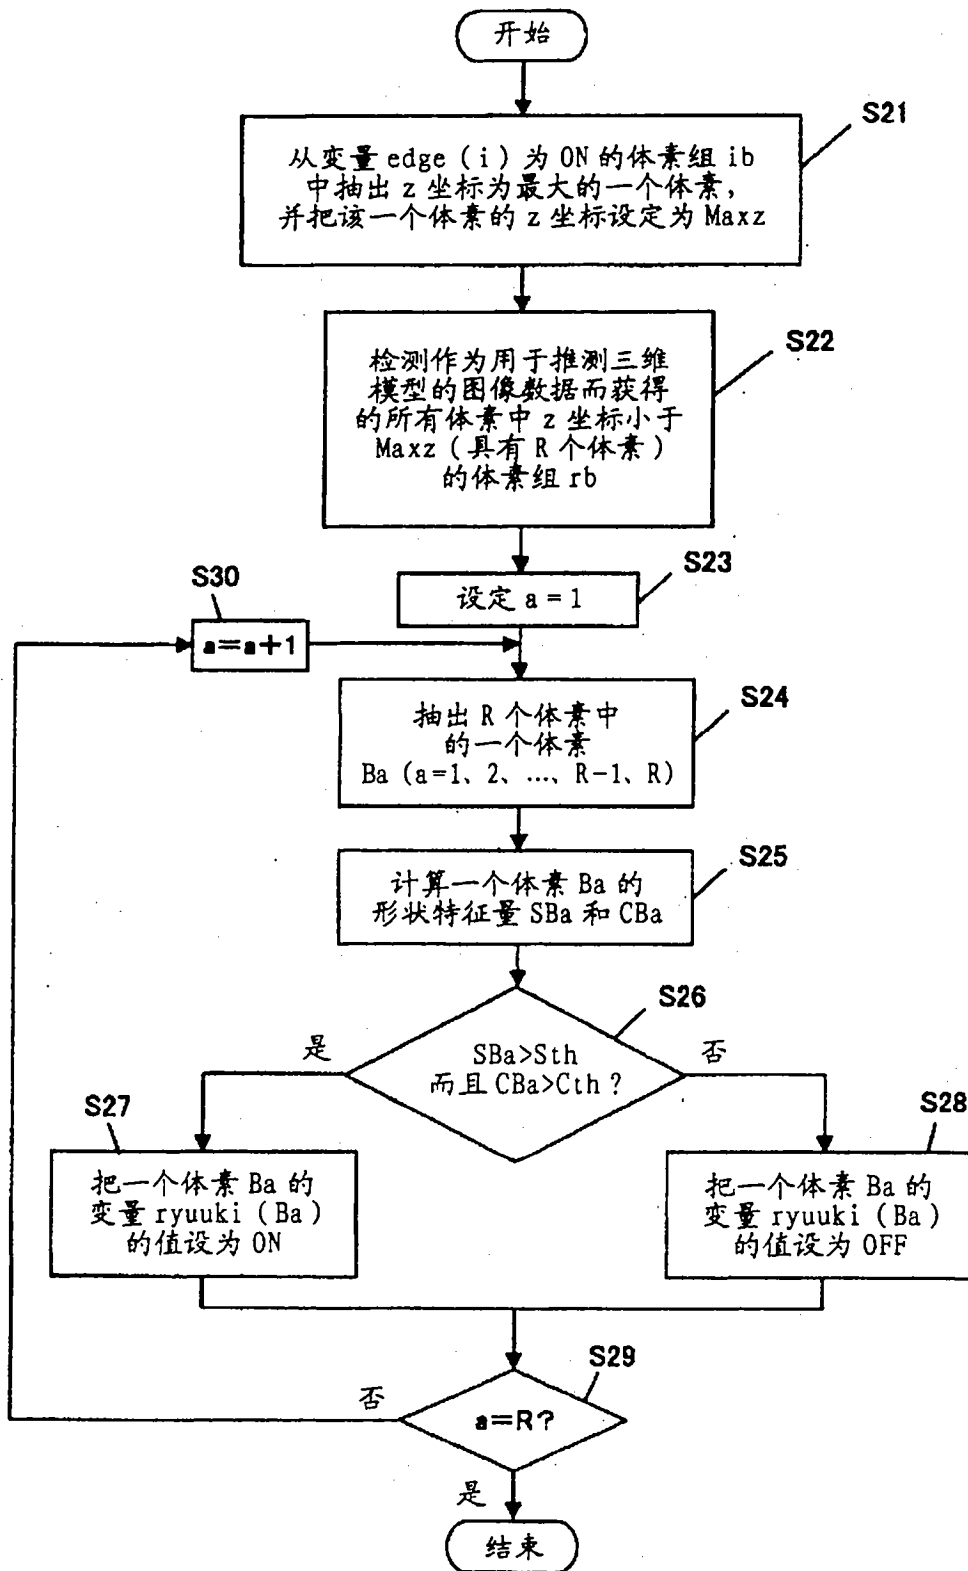 开始
S21
从变量 edge（i）为 ON 的体素组 ib
中抽出 z 坐标为最大的一个体素，
并把该一个体素的 z 坐标设定为 Maxz
S22
检测作为用于推测三维
模型的图像数据而获得
的所有体素中 z 坐标小于
Maxz（具有 R 个体素）
的体素组 rb
S23
设定 a = 1
S30
a＝a＋1
S24
抽出 R 个体素中
的一个体素
Ba（a=1、2、…、R-1、R）
S25
计算一个体素 Ba 的
形状特征量 SBa 和 CBa
S26
SBa>Sth
而且 CBa>Cth？
是
否
S27
把一个体素 Ba 的
变量 ryuuki（Ba）
的值设为 ON
S28
把一个体素 Ba 的
变量 ryuuki（Ba）
的值设为 OFF
S29
a＝R？
否
是
结束